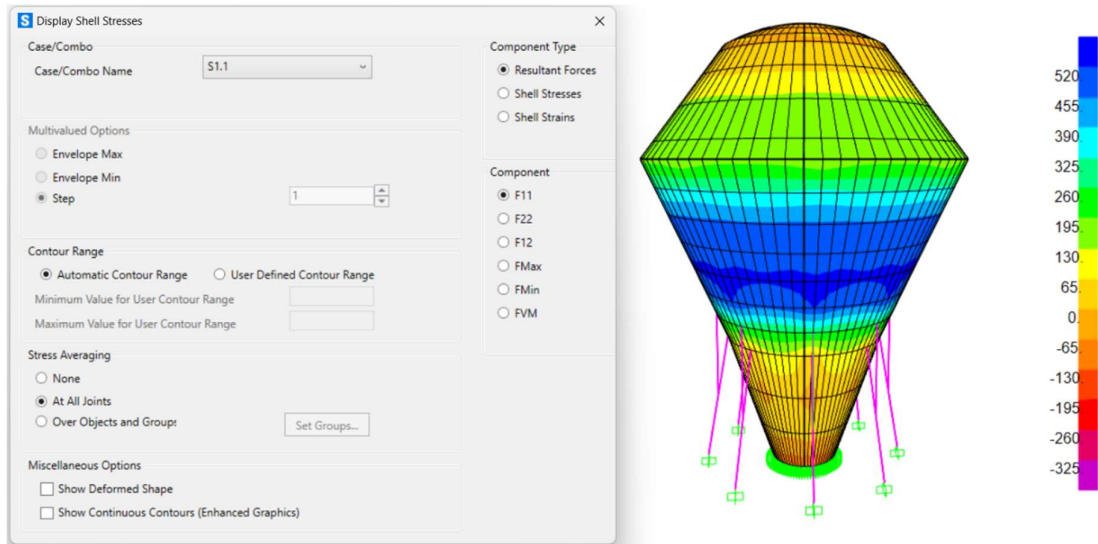 S Display Shell Stresses
Case/Combo
Case/Combo Name S1.1
Multivalued Options
Envelope Max
Envelope Min
Step 1
Contour Range
Automatic Contour Range User Defined Contour Range
Minimum Value for User Contour Range
Maximum Value for User Contour Range
Stress Averaging
None
At All Joints
Over Objects and Groups
Set Groups...
Miscellaneous Options
Show Deformed Shape
Show Continuous Contours (Enhanced Graphics)
Component Type
Resultant Forces
Shell Stresses
Shell Strains
Component
F11
F22
F12
FMax
FMin
FVM
520
455.
390.
325.
260.
195.
130.
65.
0.
-65.
-130.
-195.
-260.
-325.